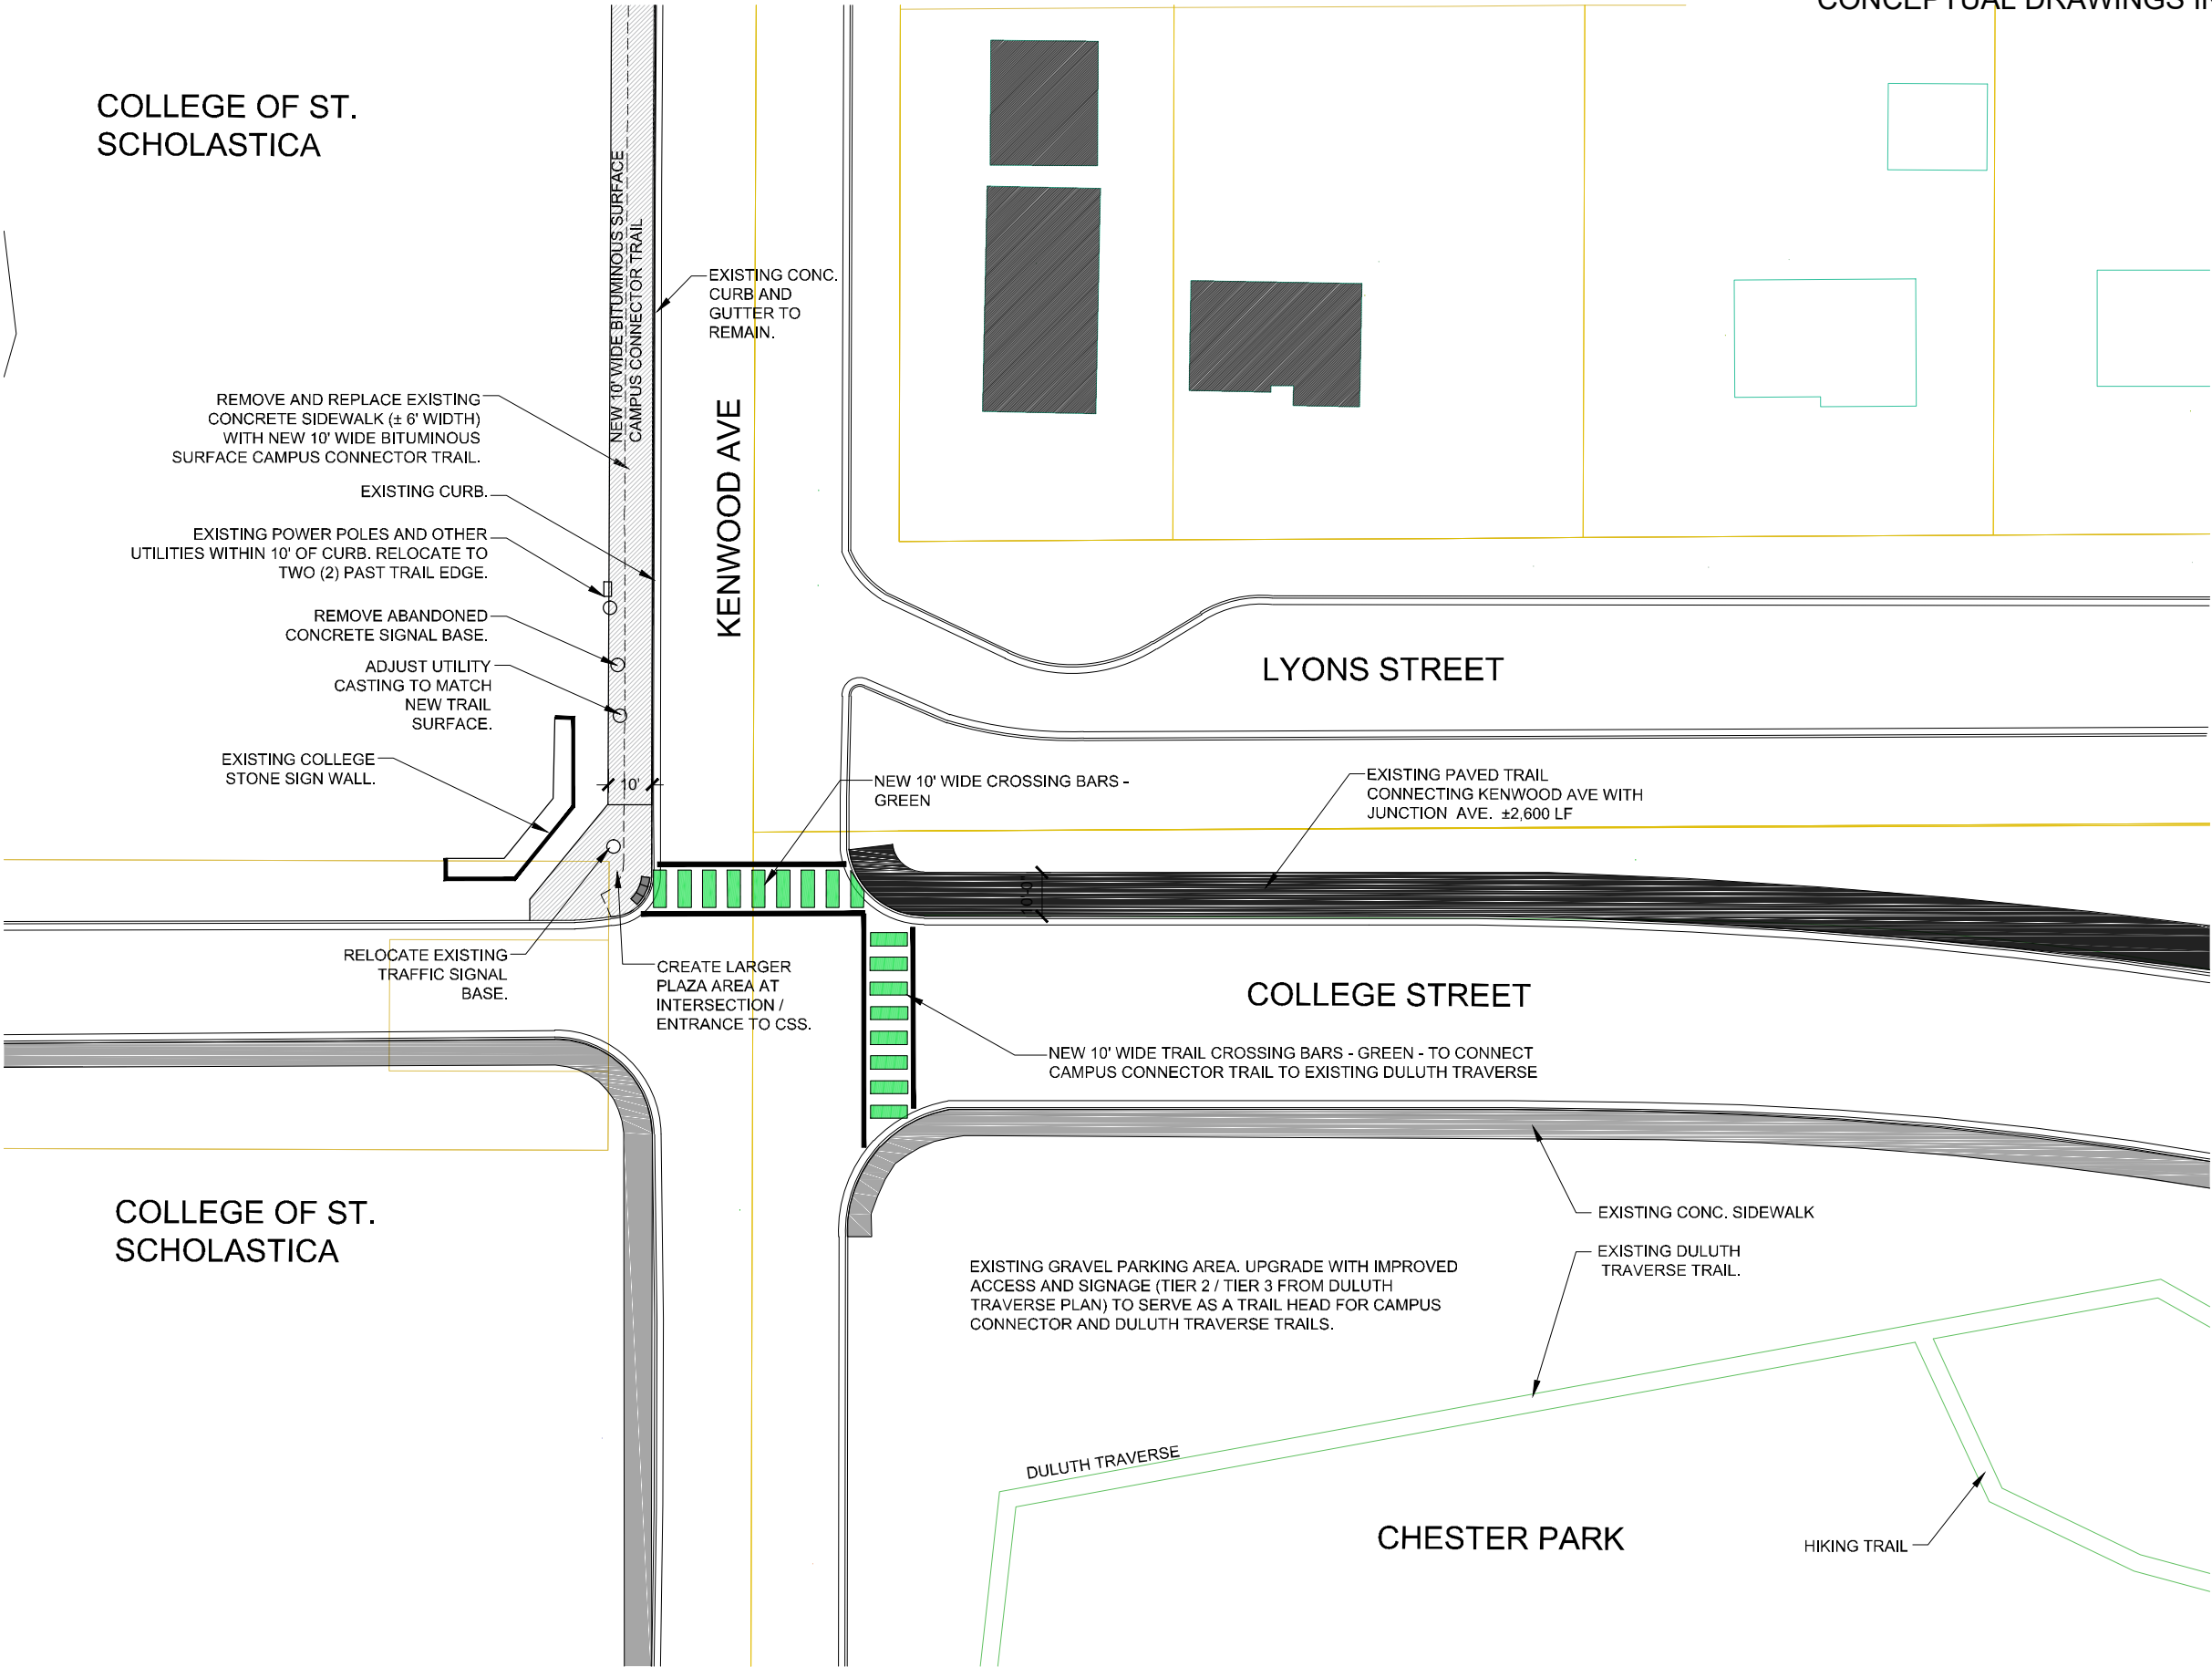 CONCEPTUAL DRAWINGS
COLLEGE OF ST.
SCHOLASTICA
NEW 10' WIDE BITUMINOUS SURFACE
CAMPUS CONNECTOR TRAIL
EXISTING CONC.
CURB AND
GUTTER TO
REMAIN.
REMOVE AND REPLACE EXISTING
CONCRETE SIDEWALK (± 6' WIDTH)
WITH NEW 10' WIDE BITUMINOUS
SURFACE CAMPUS CONNECTOR TRAIL.
EXISTING CURB.
EXISTING POWER POLES AND OTHER
UTILITIES WITHIN 10' OF CURB. RELOCATE TO
TWO (2) PAST TRAIL EDGE.
REMOVE ABANDONED
CONCRETE SIGNAL BASE.
ADJUST UTILITY
CASTING TO MATCH
NEW TRAIL
SURFACE.
EXISTING COLLEGE
STONE SIGN WALL.
KENWOOD AVE
LYONS STREET
10'
NEW 10' WIDE CROSSING BARS -
GREEN
EXISTING PAVED TRAIL
CONNECTING KENWOOD AVE WITH
JUNCTION AVE. ±2,600 LF
10'-0"
RELOCATE EXISTING
TRAFFIC SIGNAL
BASE.
CREATE LARGER
PLAZA AREA AT
INTERSECTION /
ENTRANCE TO CSS.
COLLEGE STREET
NEW 10' WIDE TRAIL CROSSING BARS - GREEN - TO CONNECT
CAMPUS CONNECTOR TRAIL TO EXISTING DULUTH TRAVERSE
COLLEGE OF ST.
SCHOLASTICA
EXISTING CONC. SIDEWALK
EXISTING DULUTH
TRAVERSE TRAIL.
EXISTING GRAVEL PARKING AREA. UPGRADE WITH IMPROVED
ACCESS AND SIGNAGE (TIER 2 / TIER 3 FROM DULUTH
TRAVERSE PLAN) TO SERVE AS A TRAIL HEAD FOR CAMPUS
CONNECTOR AND DULUTH TRAVERSE TRAILS.
DULUTH TRAVERSE
CHESTER PARK
HIKING TRAIL